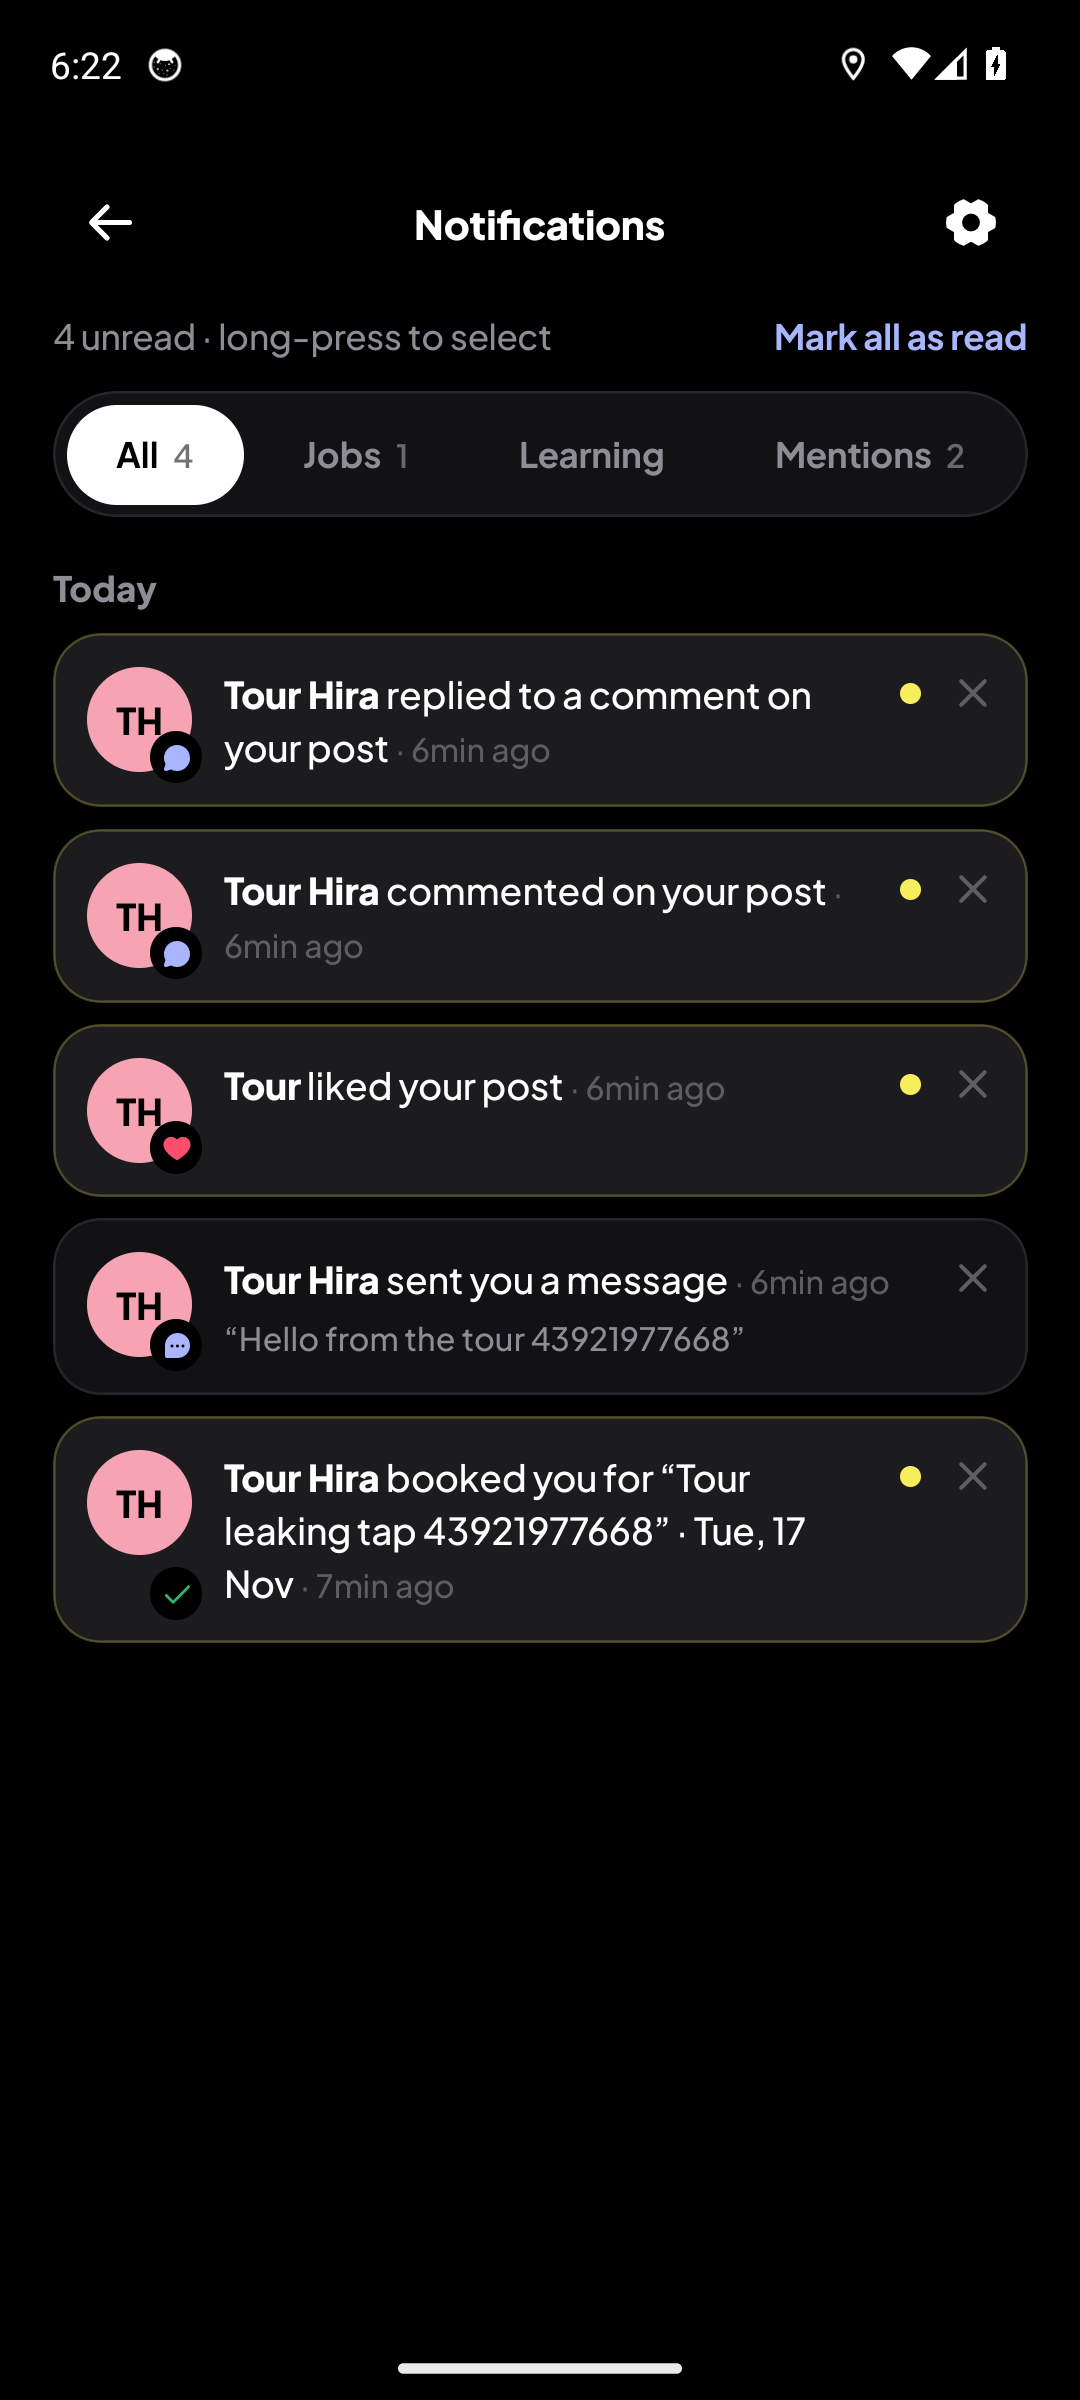 6:22
Notifications
4 unread · long-press to select
Mark all as read
All 4
Jobs 1
Learning
Mentions 2
Today
TH
Tour Hira replied to a comment on
your post · 6min ago
TH
Tour Hira commented on your post ·
6min ago
TH
Tour liked your post · 6min ago
TH
Tour Hira sent you a message · 6min ago
“Hello from the tour 43921977668”
TH
Tour Hira booked you for “Tour
leaking tap 43921977668” · Tue, 17
Nov · 7min ago